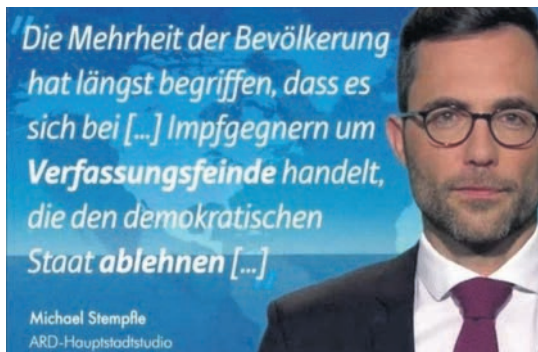 "Die Mehrheit der Bevölkerung
hat längst begriffen, dass es
sich bei [...] Impfgegnern um
Verfassungsfeinde handelt,
die den demokratischen
Staat ablehnen [...]"
Michael Stempfle
ARD-Hauptstadtstudio